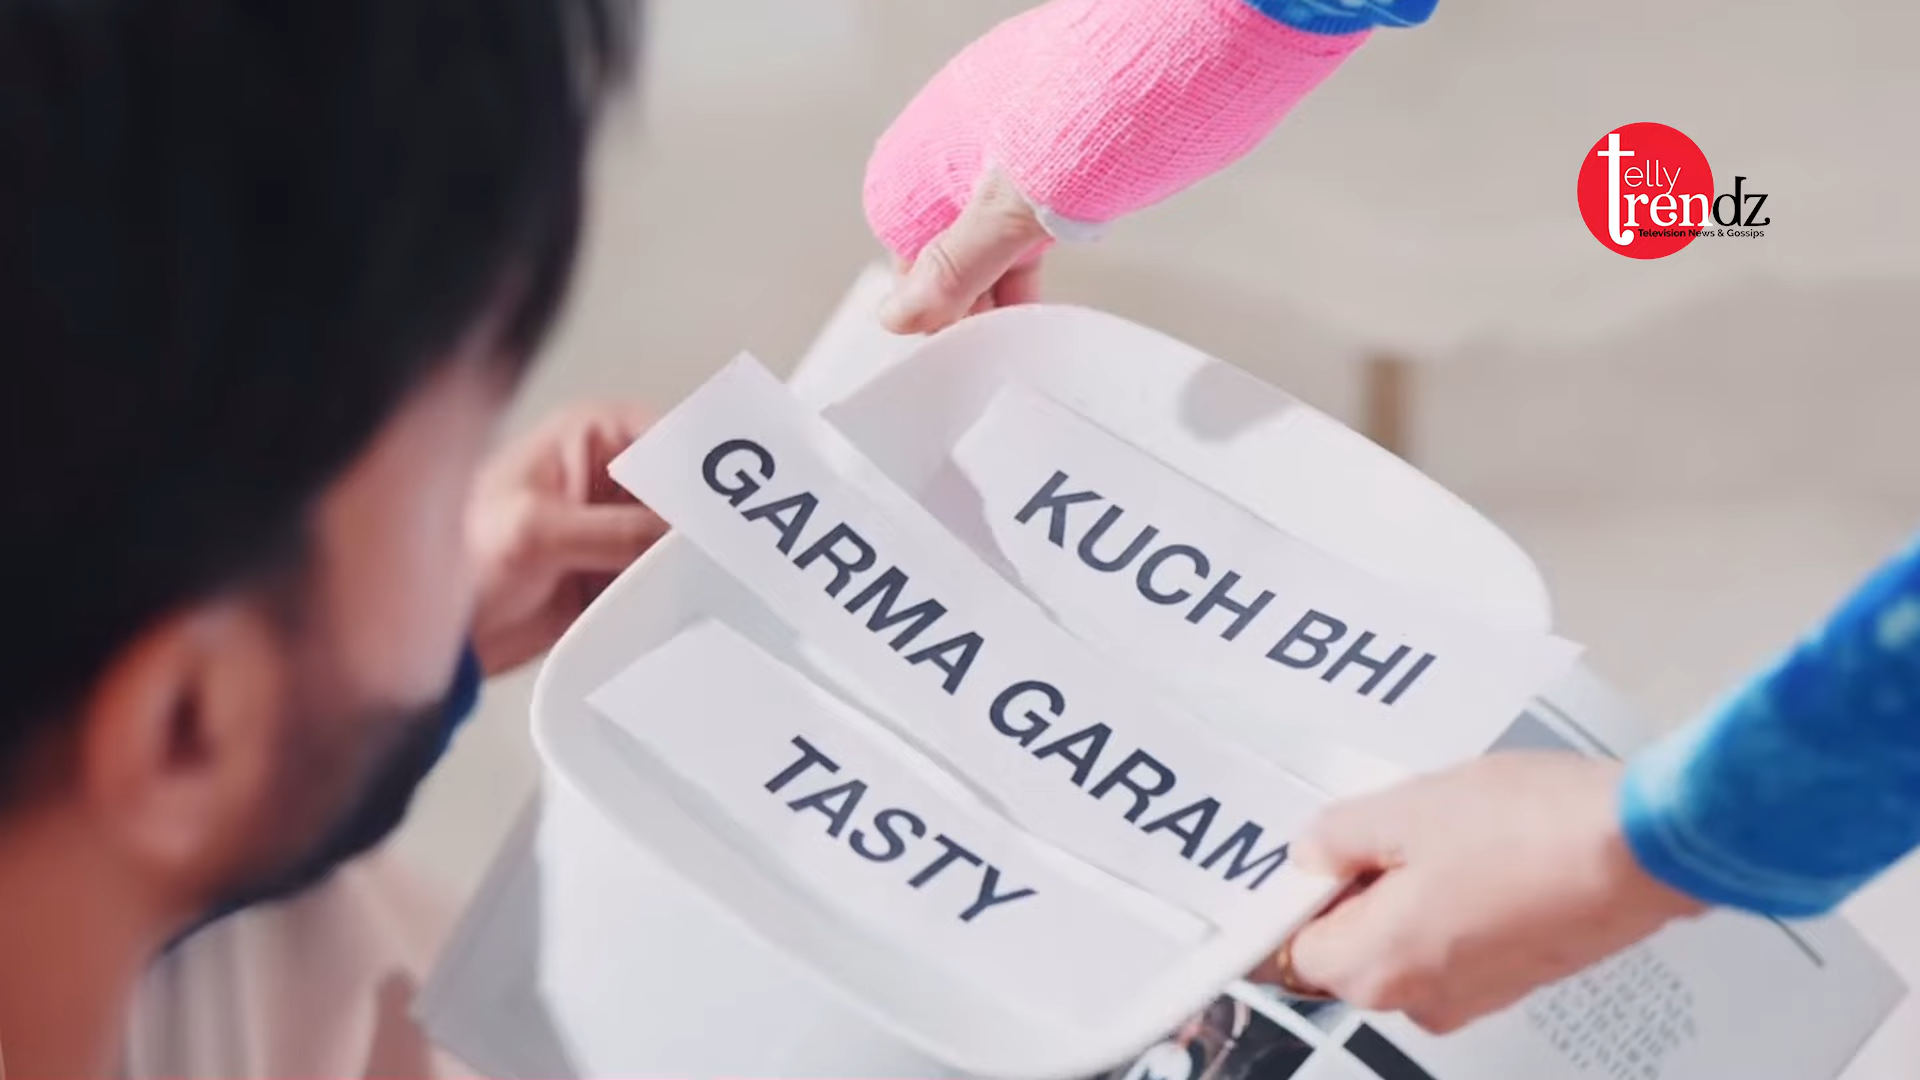 telly
trendz
Television News & Gossips
KUCH BHI
GARMA GARAM
TASTY